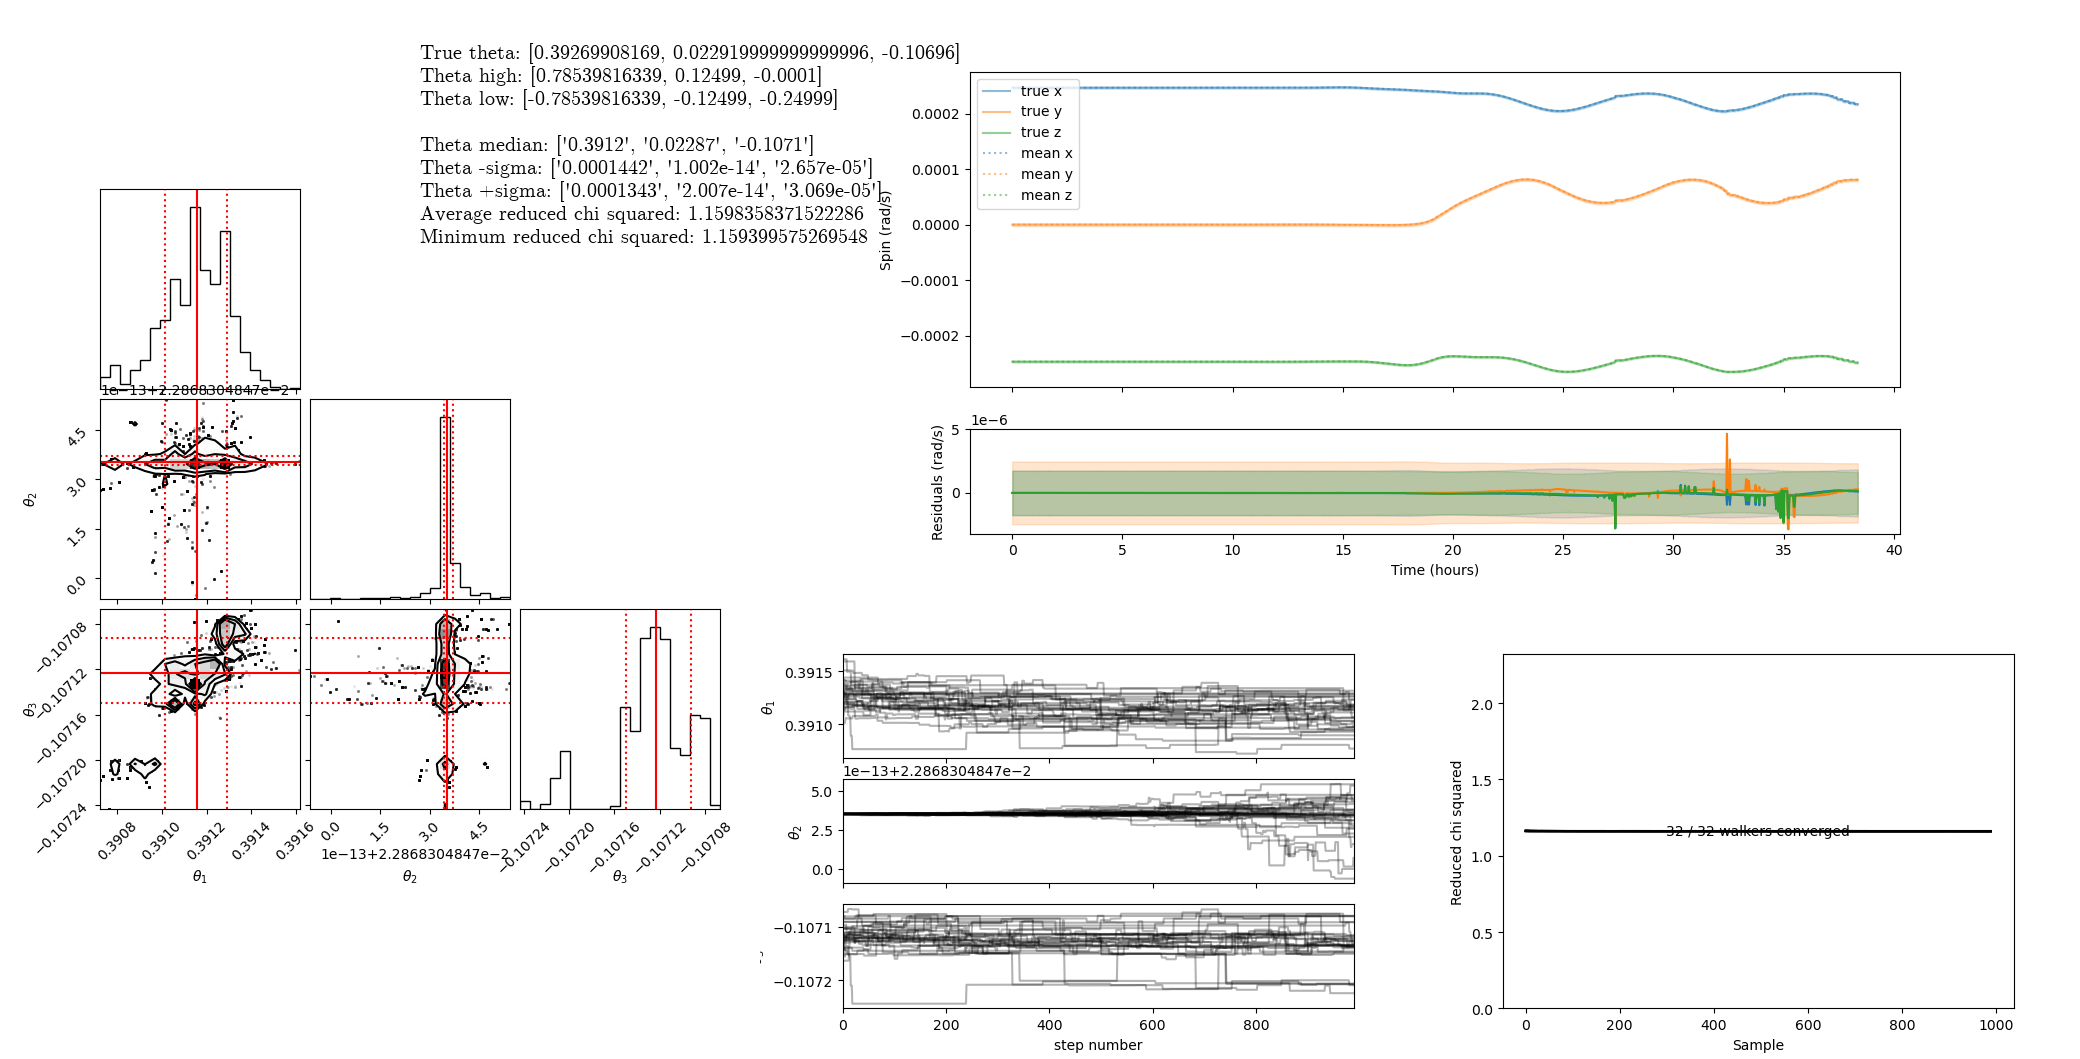 True theta: [0.39269908169, 0.022919999999999996, -0.10696]
Theta high: [0.78539816339, 0.12499, -0.0001]
Theta low: [-0.78539816339, -0.12499, -0.24999]
Theta median: ['0.3912', '0.02287', '-0.1071']
Theta -sigma: ['0.0001442', '1.002e-14', '2.657e-05']
Theta +sigma: ['0.0001343', '2.007e-14', '3.069e-05']
Average reduced chi squared: 1.1598358371522286
Minimum reduced chi squared: 1.159399575269548
true x
true y
true z
mean x
mean y
mean z
0.0002
0.0001
0.0000
−0.0001
−0.0002
Spin (rad/s)
1e−6
5
0
Residuals (rad/s)
0 5 10 15 20 25 30 35 40
Time (hours)
1e−13+2.2868304847e−2
4.5
3.0
1.5
0.0
θ2
−0.10708
−0.10712
−0.10716
−0.10720
−0.10724
θ3
0.3908 0.3910 0.3912 0.3914 0.3916
θ1
0.0 1.5 3.0 4.5
1e−13+2.2868304847e−2
θ2
−0.10724 −0.10720 −0.10716 −0.10712 −0.10708
θ3
0.3915
0.3910
θ1
1e−13+2.2868304847e−2
5.0
2.5
0.0
θ2
−0.1071
−0.1072
0 200 400 600 800
step number
2.0
1.5
1.0
0.5
0.0
Reduced chi squared
32 / 32 walkers converged
0 200 400 600 800 1000
Sample